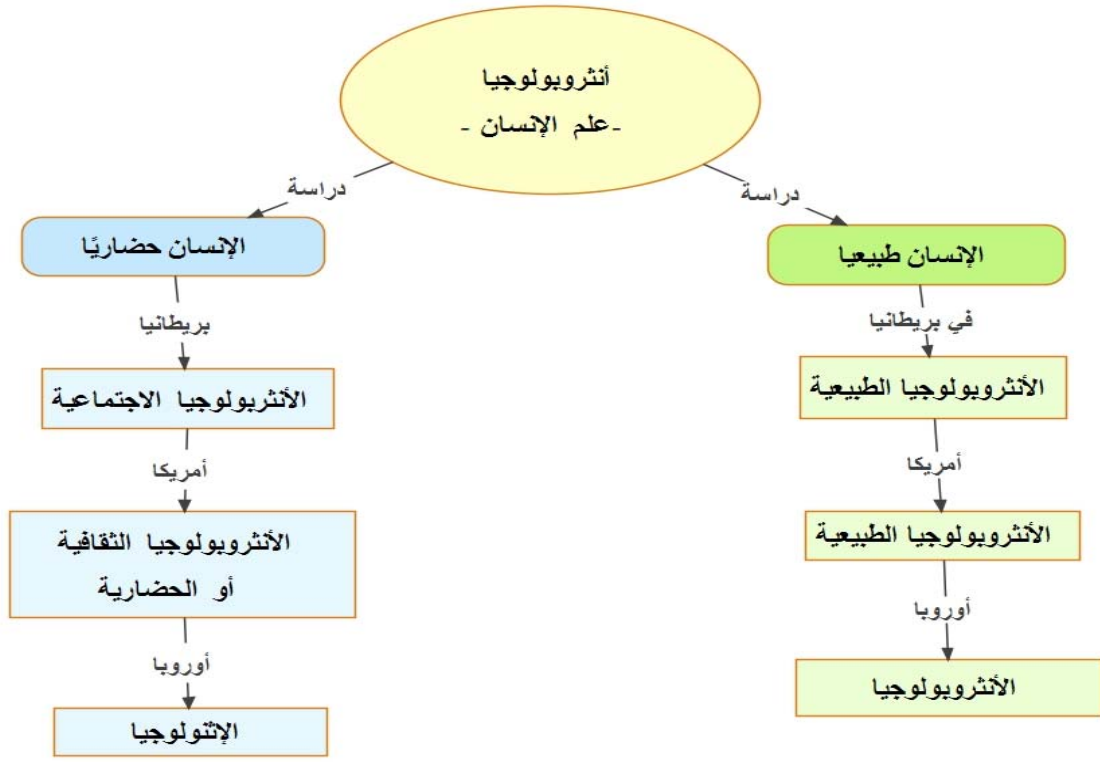 أنثروبولوجيا
-علم الإنسان -
دراسة
دراسة
الإنسان طبيعيا
الإنسان حضاريًا
في بريطانيا
بريطانيا
الأنثروبولوجيا الطبيعية
الأنثربولوجيا الاجتماعية
أمريكا
أمريكا
الأنثروبولوجيا الطبيعية
الأنثروبولوجيا الثقافية
أو الحضارية
أوروبا
أوروبا
الأنثروبولوجيا
الإثنولوجيا